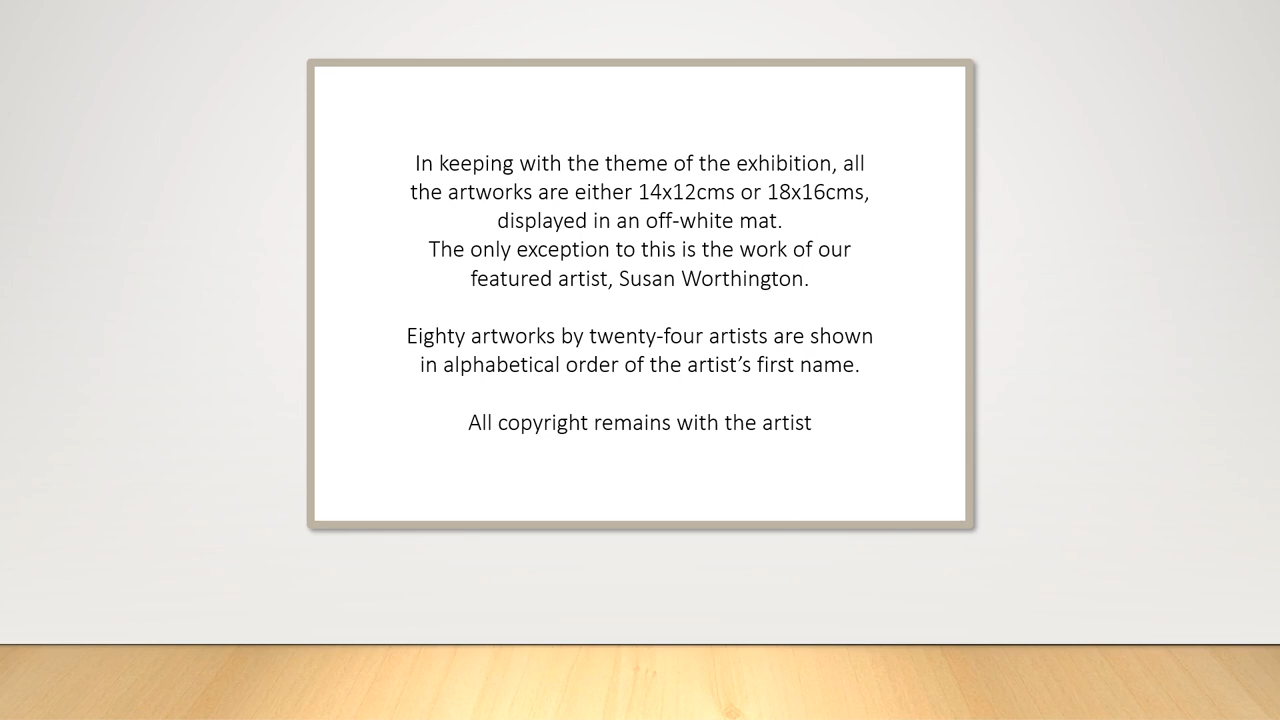 In keeping with the theme of the exhibition, all
the artworks are either 14x12cms or 18x16cms,
displayed in an off-white mat.
The only exception to this is the work of our
featured artist, Susan Worthington.
Eighty artworks by twenty-four artists are shown
in alphabetical order of the artist’s first name.
All copyright remains with the artist